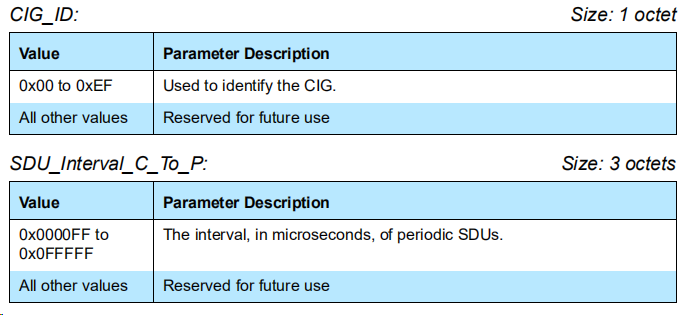 CIG_ID: Size: 1 octet
Value Parameter Description
0x00 to 0xEF Used to identify the CIG.
All other values Reserved for future use
SDU_Interval_C_To_P: Size: 3 octets
Value Parameter Description
0x0000FF to The interval, in microseconds, of periodic SDUs.
0x0FFFFF
All other values Reserved for future use